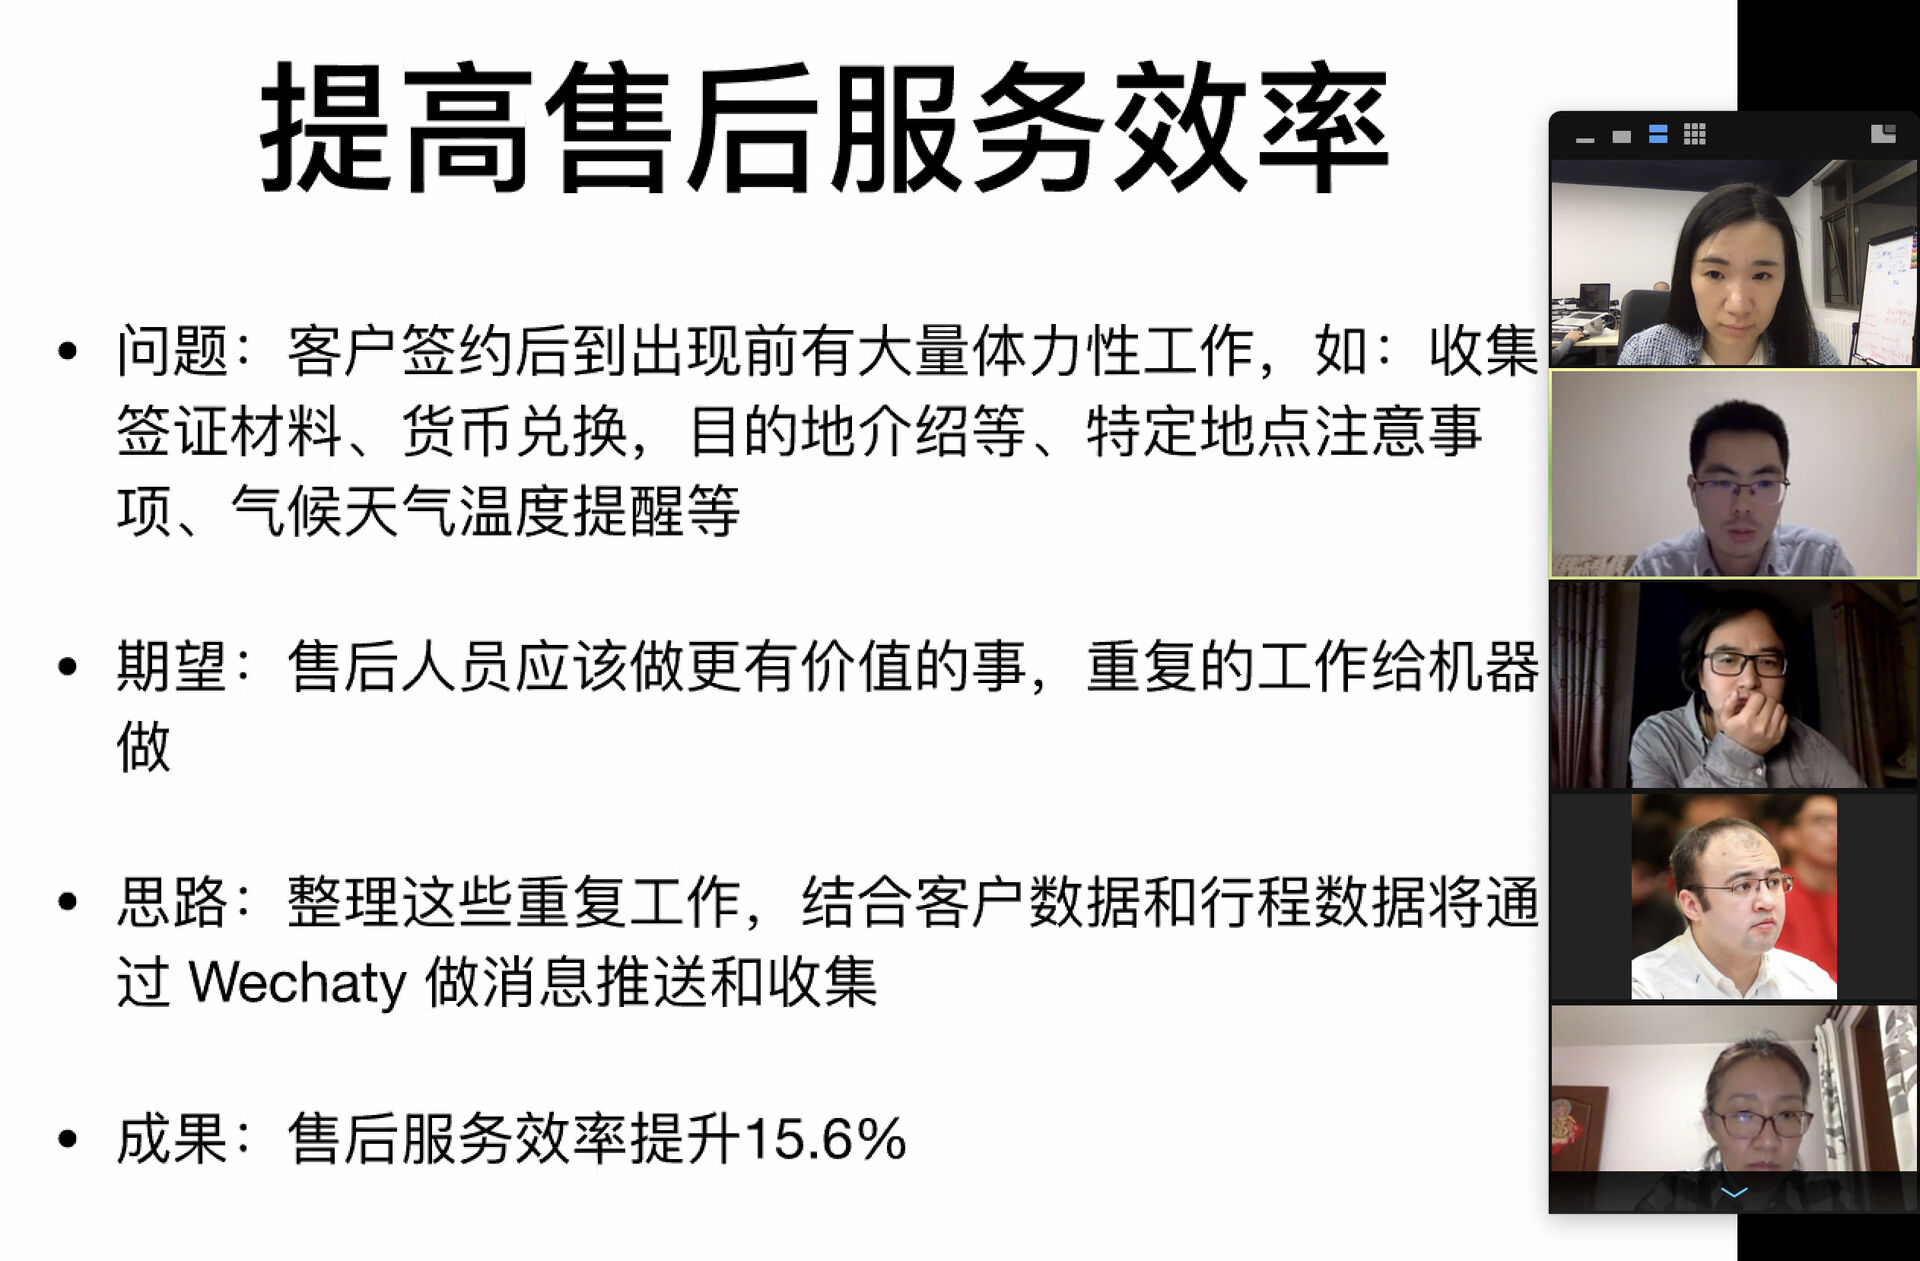 提高售后服务效率
• 问题：客户签约后到出现前有大量体力性工作，如：收集
签证材料、货币兑换，目的地介绍等、特定地点注意事
项、气候天气温度提醒等
• 期望：售后人员应该做更有价值的事，重复的工作给机器
做
• 思路：整理这些重复工作，结合客户数据和行程数据将通
过 Wechaty 做消息推送和收集
• 成果：售后服务效率提升15.6%